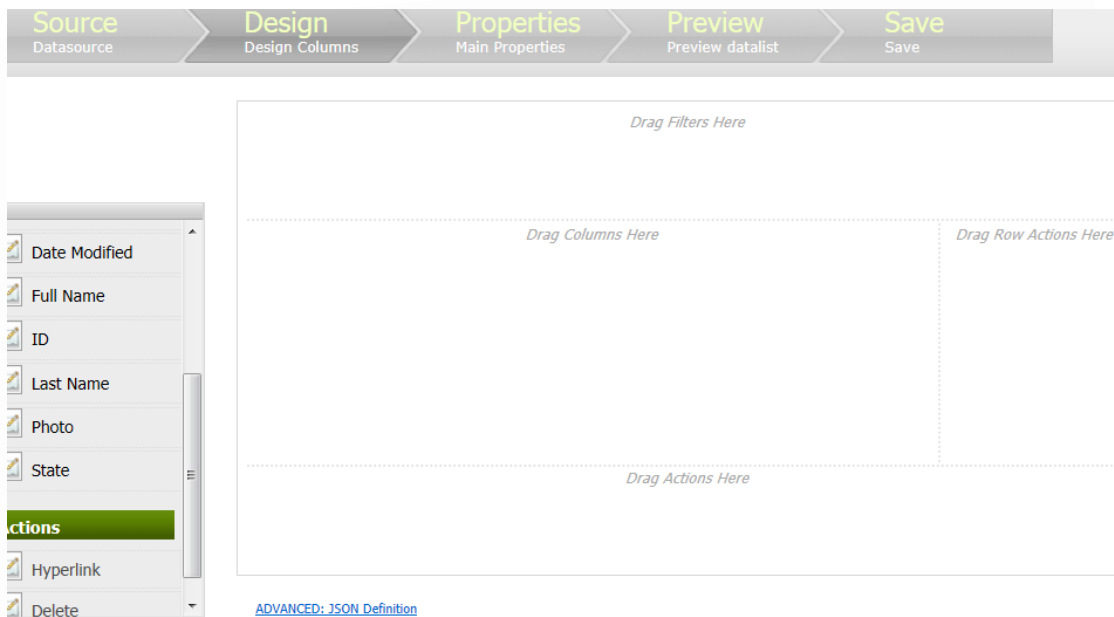 Source
Datasource
Design
Design Columns
Properties
Main Properties
Preview
Preview datalist
Save
Save
Drag Filters Here
Drag Columns Here
Drag Row Actions Here
Drag Actions Here
Date Modified
Full Name
ID
Last Name
Photo
State
ctions
Hyperlink
Delete
ADVANCED: JSON Definition